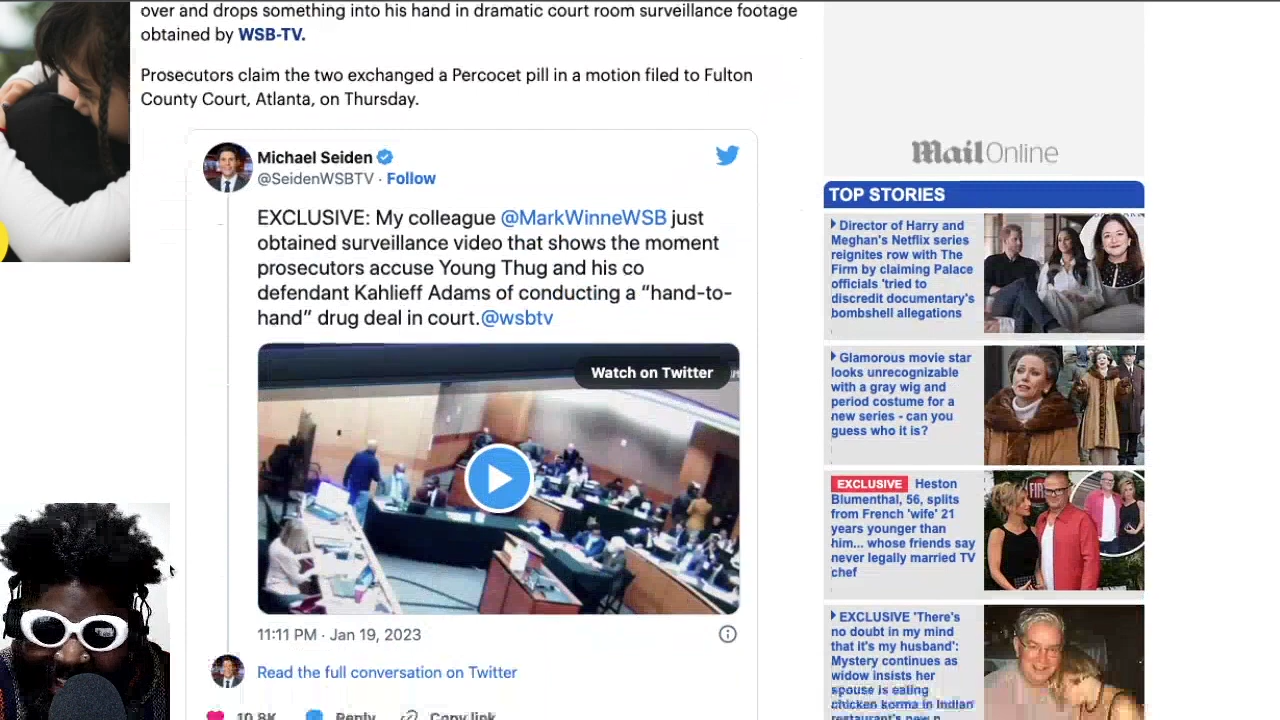 over and drops something into his hand in dramatic court room surveillance footage
obtained by WSB-TV.
Prosecutors claim the two exchanged a Percocet pill in a motion filed to Fulton
County Court, Atlanta, on Thursday.
Michael Seiden
@SeidenWSBTV · Follow
EXCLUSIVE: My colleague @MarkWinneWSB just
obtained surveillance video that shows the moment
prosecutors accuse Young Thug and his co
defendant Kahlieff Adams of conducting a “hand-to-
hand” drug deal in court.@wsbtv
Watch on Twitter
11:11 PM · Jan 19, 2023
Read the full conversation on Twitter
10.8K Reply Copy link
Mail Online
TOP STORIES
Director of Harry and
Meghan's Netflix series
reignites row with The
Firm by claiming Palace
officials 'tried to
discredit documentary's
bombshell allegations
Glamorous movie star
looks unrecognizable
with a gray wig and
period costume for a
new series - can you
guess who it is?
EXCLUSIVE Heston
Blumenthal, 56, splits
from French 'wife' 21
years younger than
him... whose friends say
never legally married TV
chef
EXCLUSIVE 'There's
no doubt in my mind
that it's my husband':
Mystery continues as
widow insists her
spouse is eating
chicken korma in Indian
restaurant's new